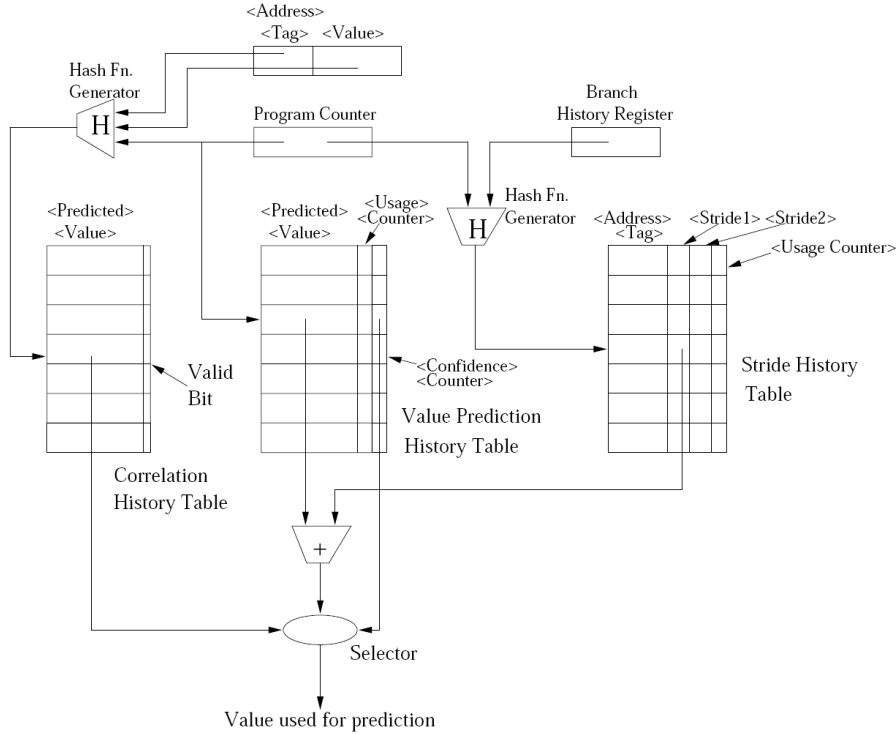 <Address>
<Tag> <Value>
Hash Fn.
Generator
H
Program Counter
Branch
History Register
<Predicted>
<Value>
<Predicted>
<Value>
<Usage>
Counter>
H
Hash Fn.
Generator
<Address>
<Tag>
<Stride1> <Stride2>
<Usage Counter>
Valid
Bit
<Confidence>
<Counter>
Stride History
Table
Value Prediction
History Table
Correlation
History Table
+
Selector
Value used for prediction